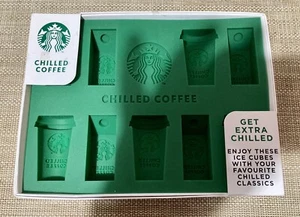 CHILLED
COFFEE
CHILLED COFFEE
GET
EXTRA
CHILLED
ENJOY THESE
ICE CUBES WITH
YOUR FAVOURITE
CHILLED
CLASSICS